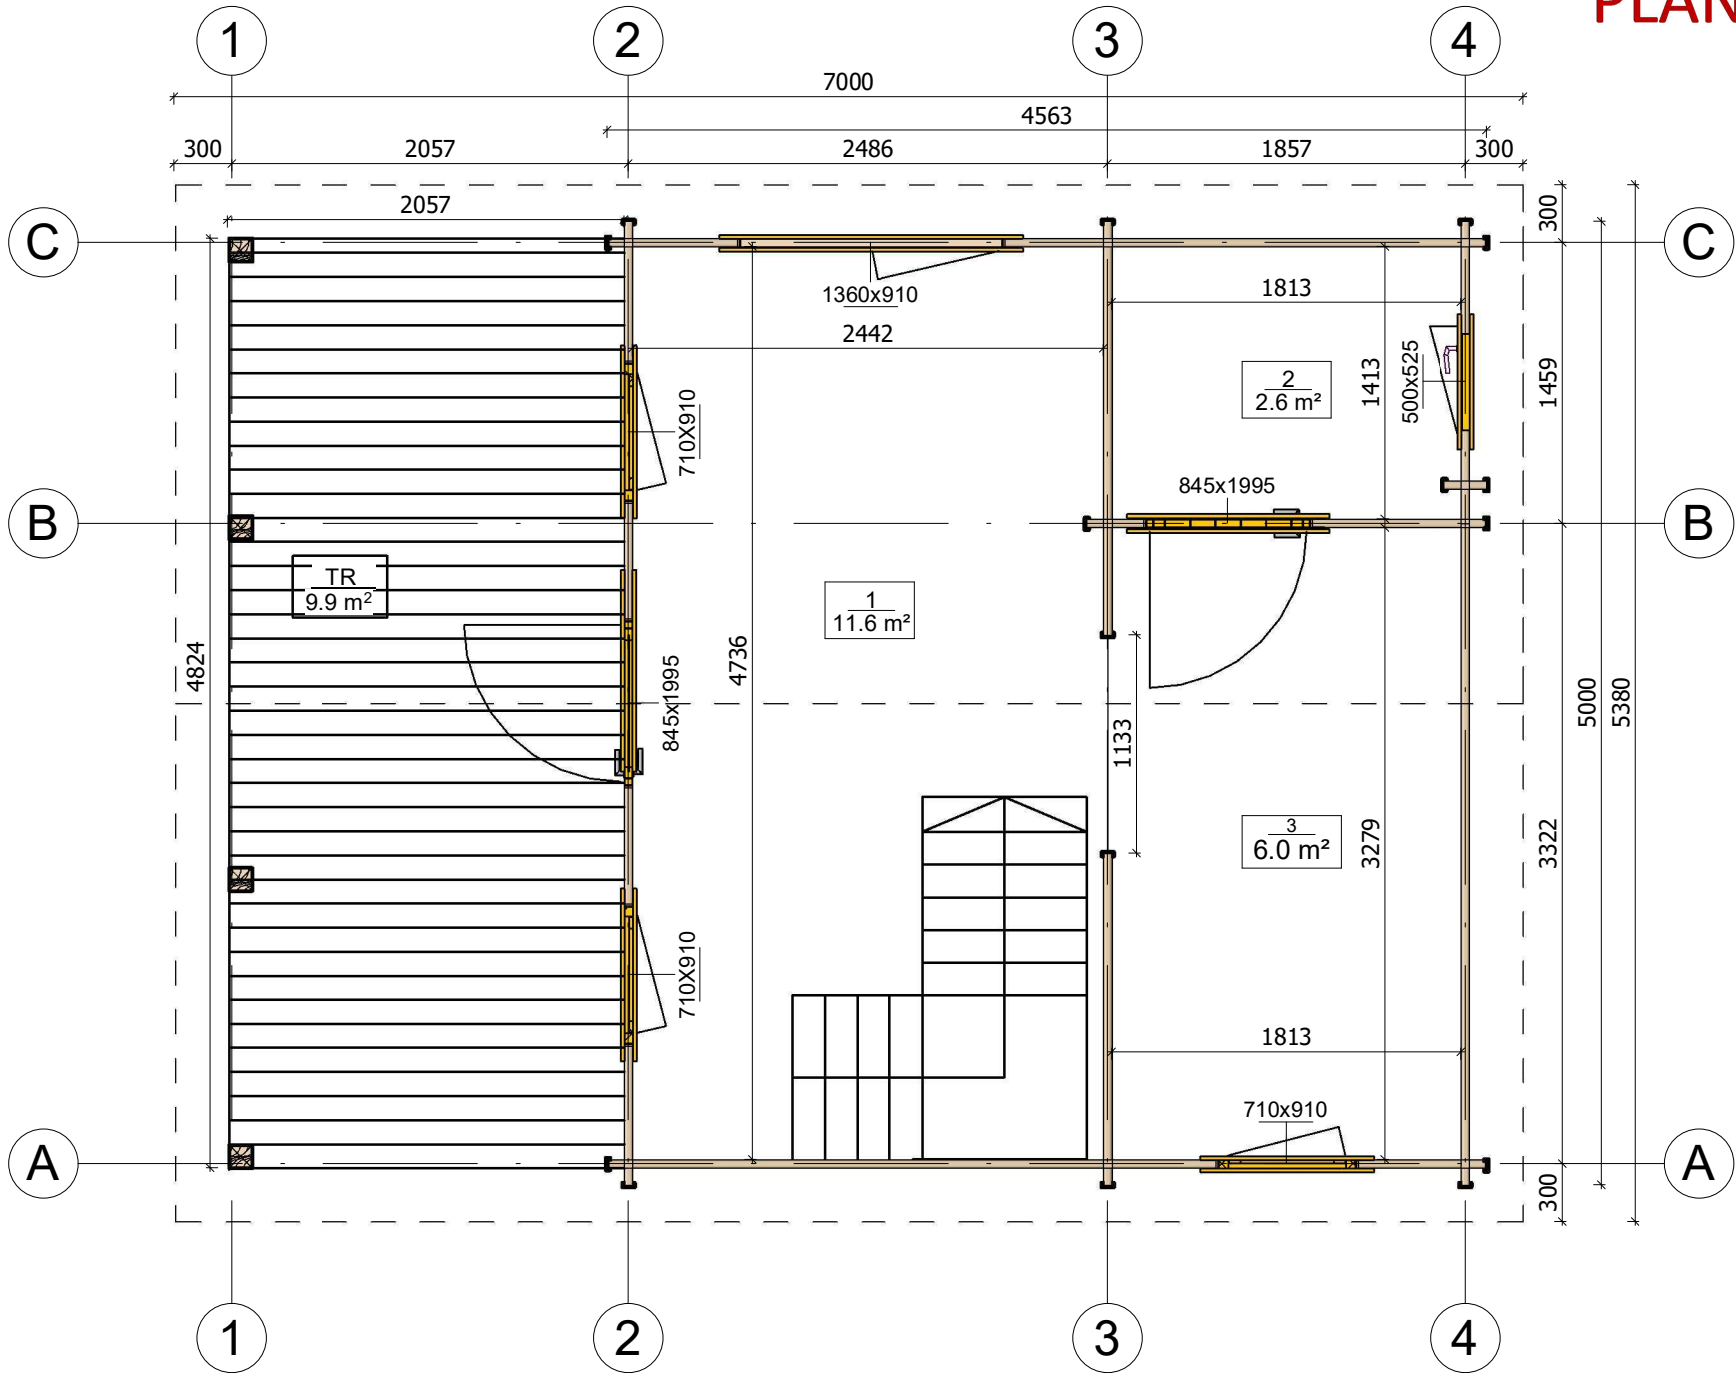 PLAN
1
2
3
4
7000
4563
300
2057
2486
1857
300
2057
C
C
300
1360x910
1813
2442
710X910
2
2.6 m²
1413
500x525
1459
845x1995
B
B
TR
9.9 m²
1
11.6 m²
4824
845x1995
4736
1133
5000
5380
3
6.0 m²
3279
3322
710X910
1813
710x910
A
A
300
1
2
3
4